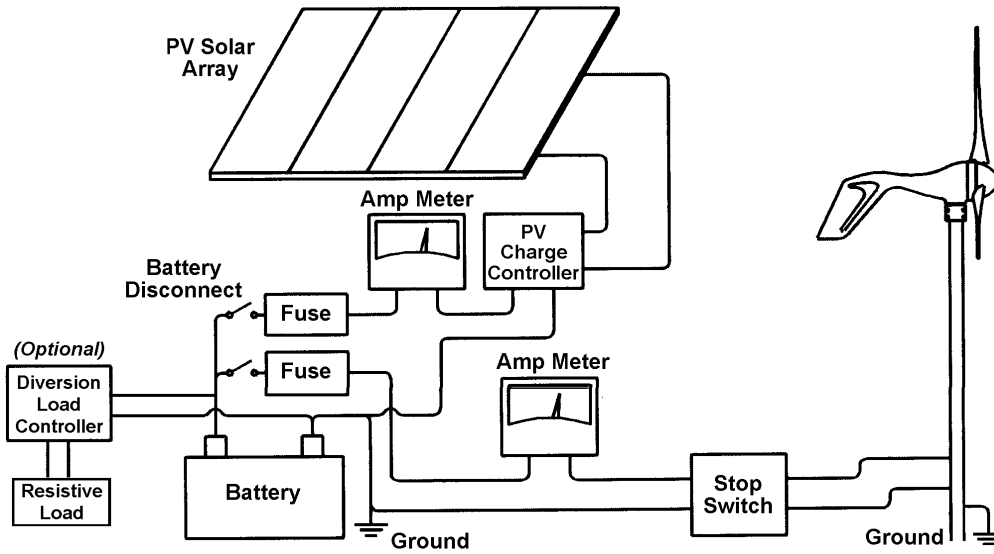 PV Solar
Array
Amp Meter
PV
Charge
Controller
Battery
Disconnect
Fuse
(Optional)
Fuse
Amp Meter
Diversion
Load
Controller
Resistive
Load
Battery
Stop
Switch
Ground
Ground